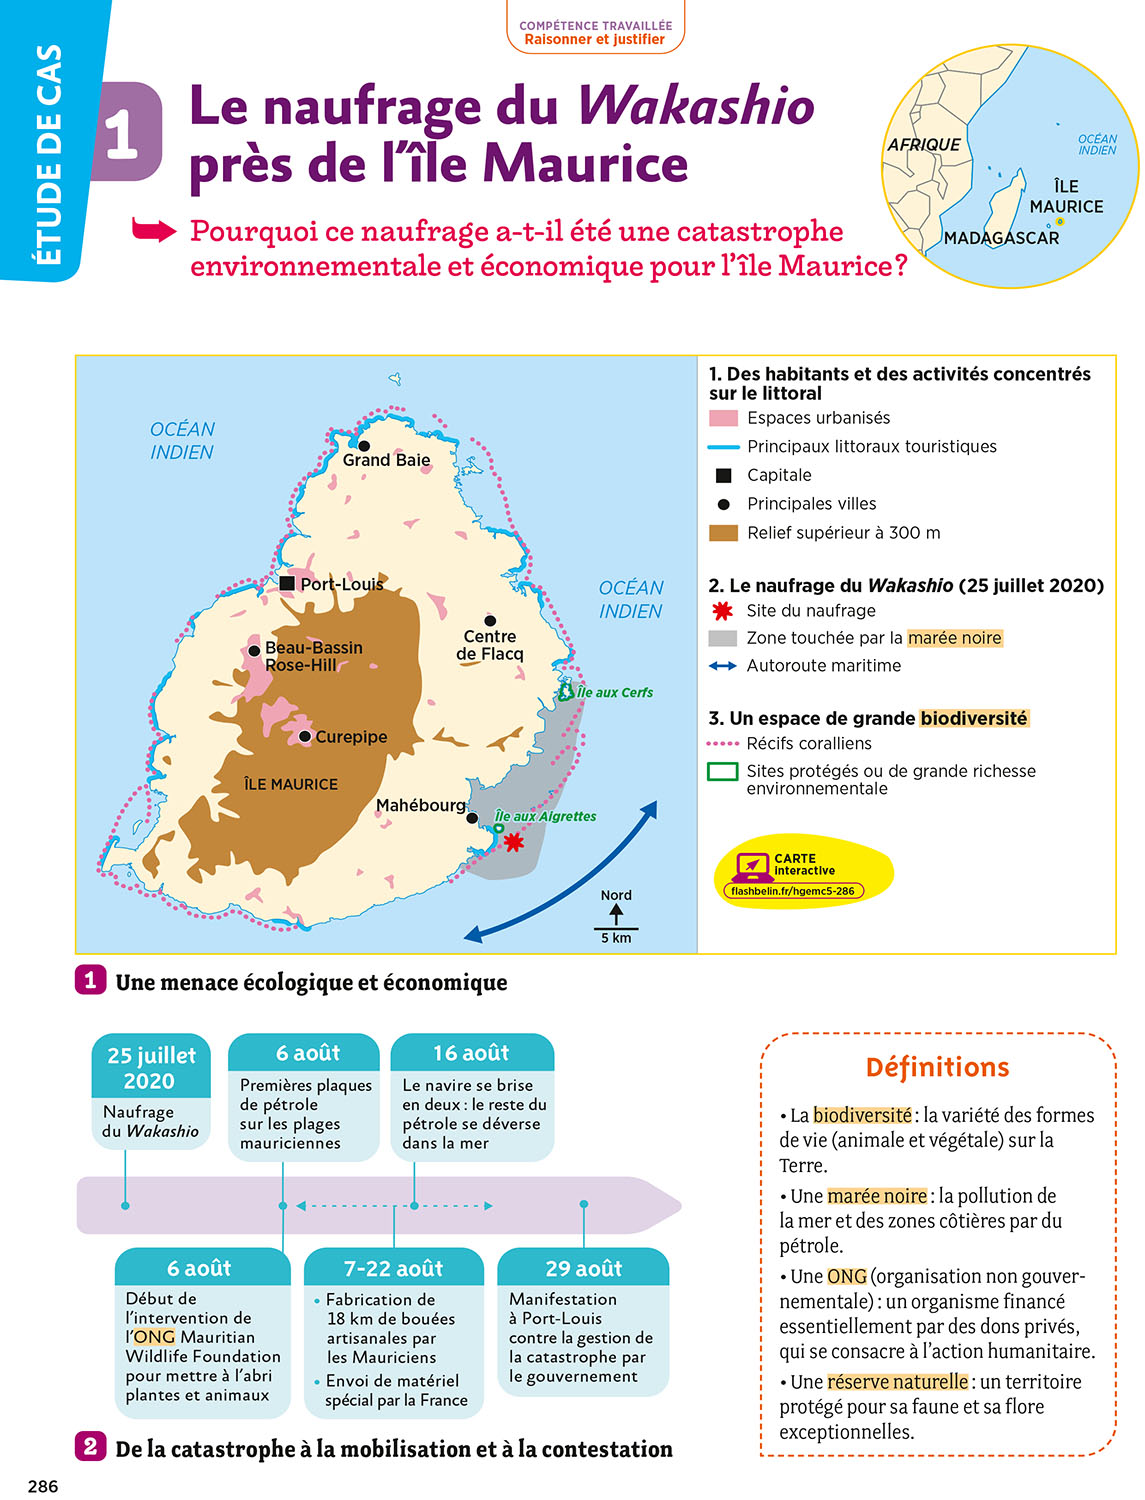 COMPÉTENCE TRAVAILLÉE
Raisonner et justifier
ÉTUDE DE CAS
1
Le naufrage du Wakashio
près de l'île Maurice
Pourquoi ce naufrage a-t-il été une catastrophe
environnementale et économique pour l'île Maurice ?
AFRIQUE
OCÉAN
INDIEN
ÎLE
MAURICE
MADAGASCAR
OCÉAN
INDIEN
Grand Baie
Port-Louis
OCÉAN
INDIEN
Centre
de Flacq
Beau-Bassin
Rose-Hill
Île aux Cerfs
Curepipe
ÎLE MAURICE
Mahébourg
Île aux Aigrettes
Nord
5 km
1. Des habitants et des activités concentrés
sur le littoral
Espaces urbanisés
Principaux littoraux touristiques
Capitale
Principales villes
Relief supérieur à 300 m
2. Le naufrage du Wakashio (25 juillet 2020)
Site du naufrage
Zone touchée par la marée noire
Autoroute maritime
3. Un espace de grande biodiversité
Récifs coralliens
Sites protégés ou de grande richesse
environnementale
CARTE
interactive
flashbelin.fr/hgemc5-286
1 Une menace écologique et économique
25 juillet
2020
Naufrage
du Wakashio
6 août
Premières plaques
de pétrole
sur les plages
mauriciennes
16 août
Le navire se brise
en deux : le reste du
pétrole se déverse
dans la mer
6 août
Début de
l'intervention de
l'ONG Mauritian
Wildlife Foundation
pour mettre à l'abri
plantes et animaux
7-22 août
• Fabrication de
18 km de bouées
artisanales par
les Mauriciens
• Envoi de matériel
spécial par la France
29 août
Manifestation
à Port-Louis
contre la gestion de
la catastrophe par
le gouvernement
2 De la catastrophe à la mobilisation et à la contestation
Définitions
• La biodiversité : la variété des formes
de vie (animale et végétale) sur la
Terre.
• Une marée noire : la pollution de
la mer et des zones côtières par du
pétrole.
• Une ONG (organisation non gouver-
nementale) : un organisme financé
essentiellement par des dons privés,
qui se consacre à l'action humanitaire.
• Une réserve naturelle : un territoire
protégé pour sa faune et sa flore
exceptionnelles.
286